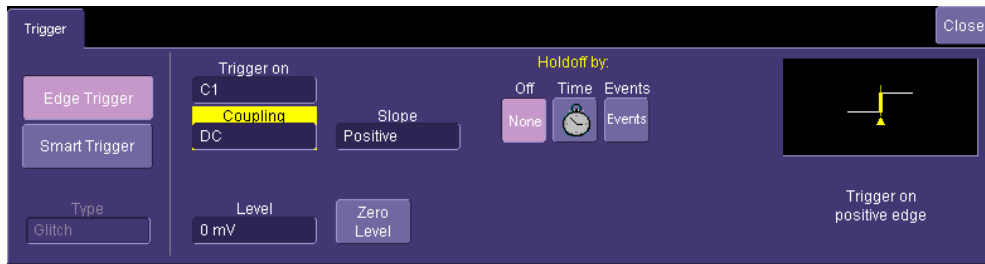 Trigger
Close
Edge Trigger
Smart Trigger
Type
Glitch
Trigger on
C1
Coupling
DC
Slope
Positive
Level
0 mV
Zero
Level
Holdoff by:
Off Time Events
None Events
Trigger on
positive edge